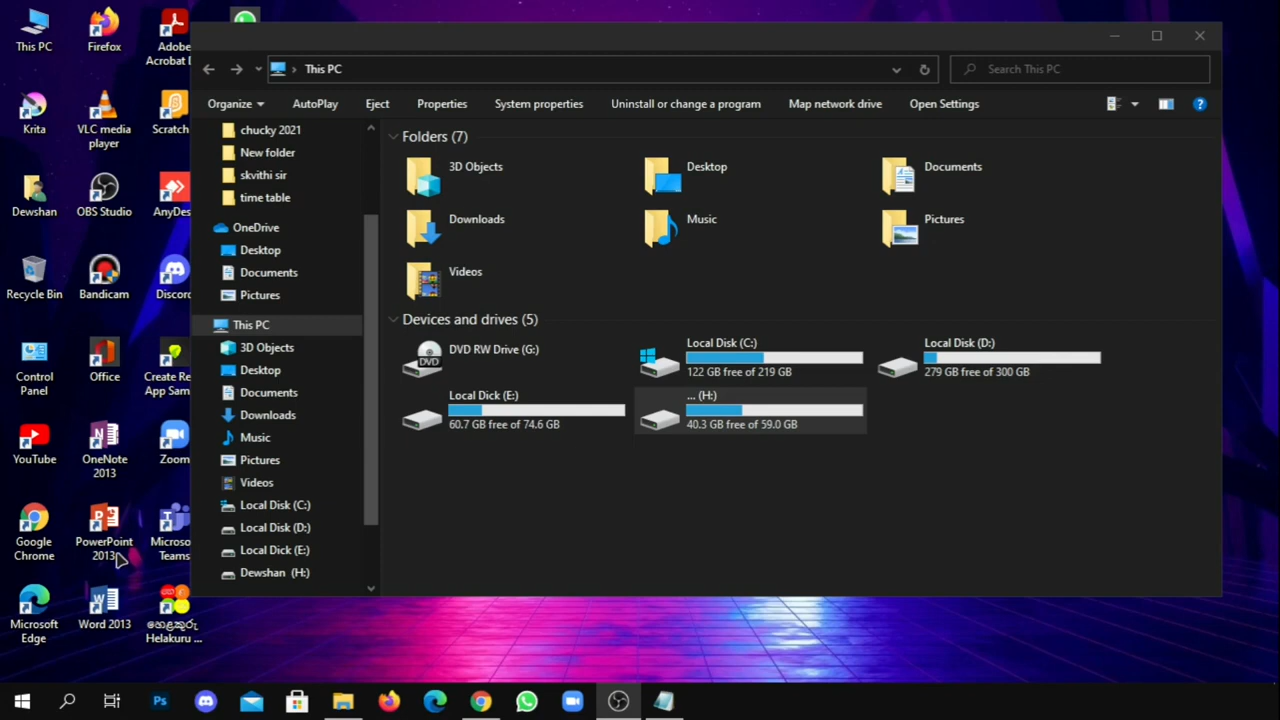 This PC
Firefox
Adobe
Acrobat D
Krita
VLC media
player
Scratch
Dewshan
OBS Studio
AnyDes
Recycle Bin
Bandicam
Discord
Control
Panel
Office
Create Re
App Sam
YouTube
OneNote
2013
Zoom
Google
Chrome
PowerPoint
2013
Microso
Teams
Microsoft
Edge
Word 2013
හෙළකුරු
Helakuru ...
This PC
Search This PC
Organize
AutoPlay
Eject
Properties
System properties
Uninstall or change a program
Map network drive
Open Settings
chucky 2021
New folder
skvithi sir
time table
OneDrive
Desktop
Documents
Pictures
This PC
3D Objects
Desktop
Documents
Downloads
Music
Pictures
Videos
Local Disk (C:)
Local Disk (D:)
Local Dick (E:)
Dewshan (H:)
Folders (7)
3D Objects
Desktop
Documents
Downloads
Music
Pictures
Videos
Devices and drives (5)
DVD RW Drive (G:)
DVD
Local Disk (C:)
122 GB free of 219 GB
Local Disk (D:)
279 GB free of 300 GB
Local Dick (E:)
60.7 GB free of 74.6 GB
... (H:)
40.3 GB free of 59.0 GB
Ps